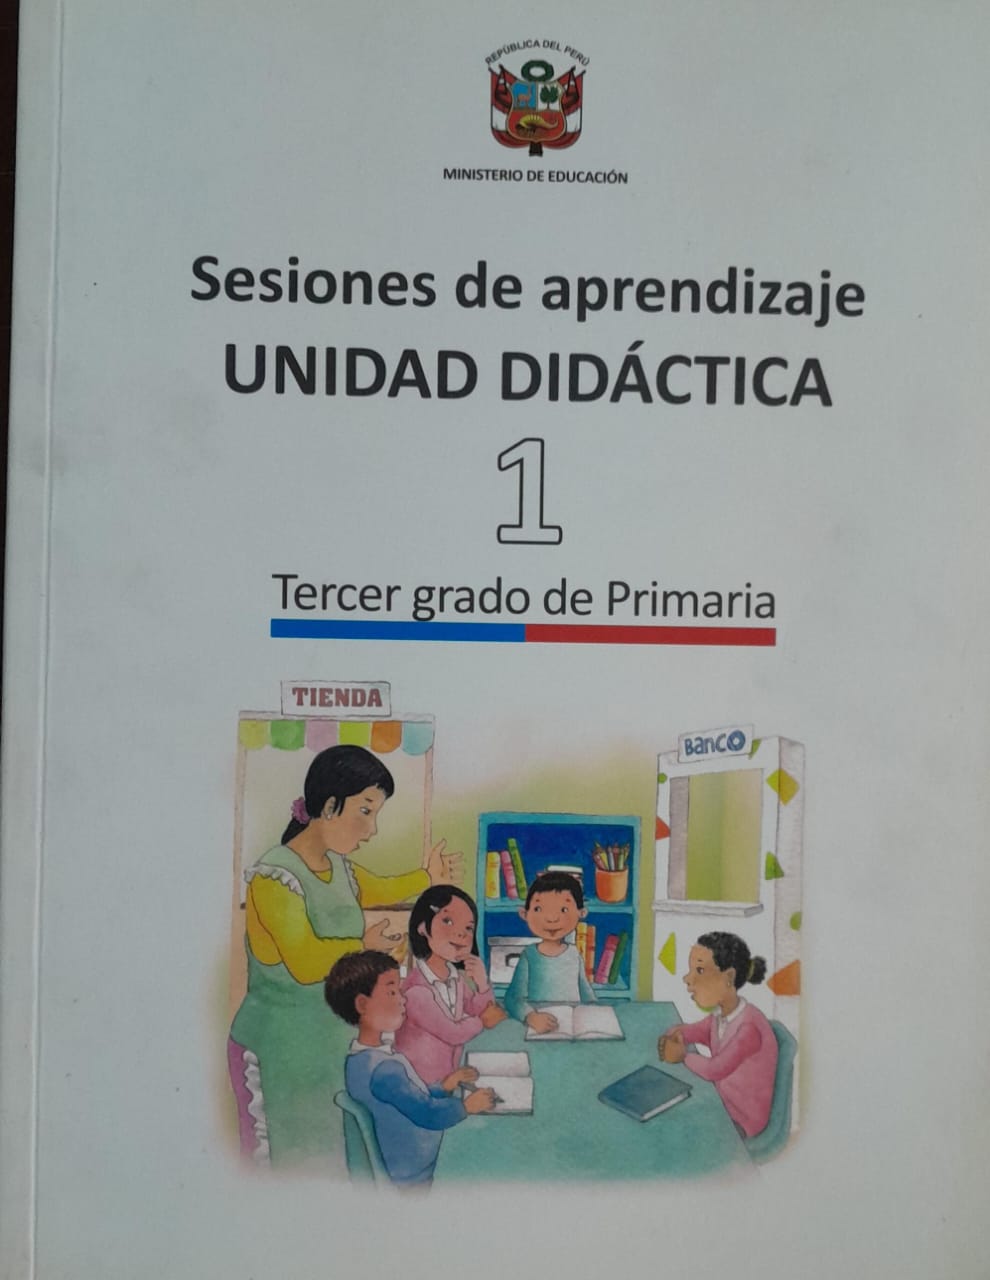 REPÚBLICA DEL PERÚ
MINISTERIO DE EDUCACIÓN
Sesiones de aprendizaje
UNIDAD DIDÁCTICA
1
Tercer grado de Primaria
TIENDA
BANCO